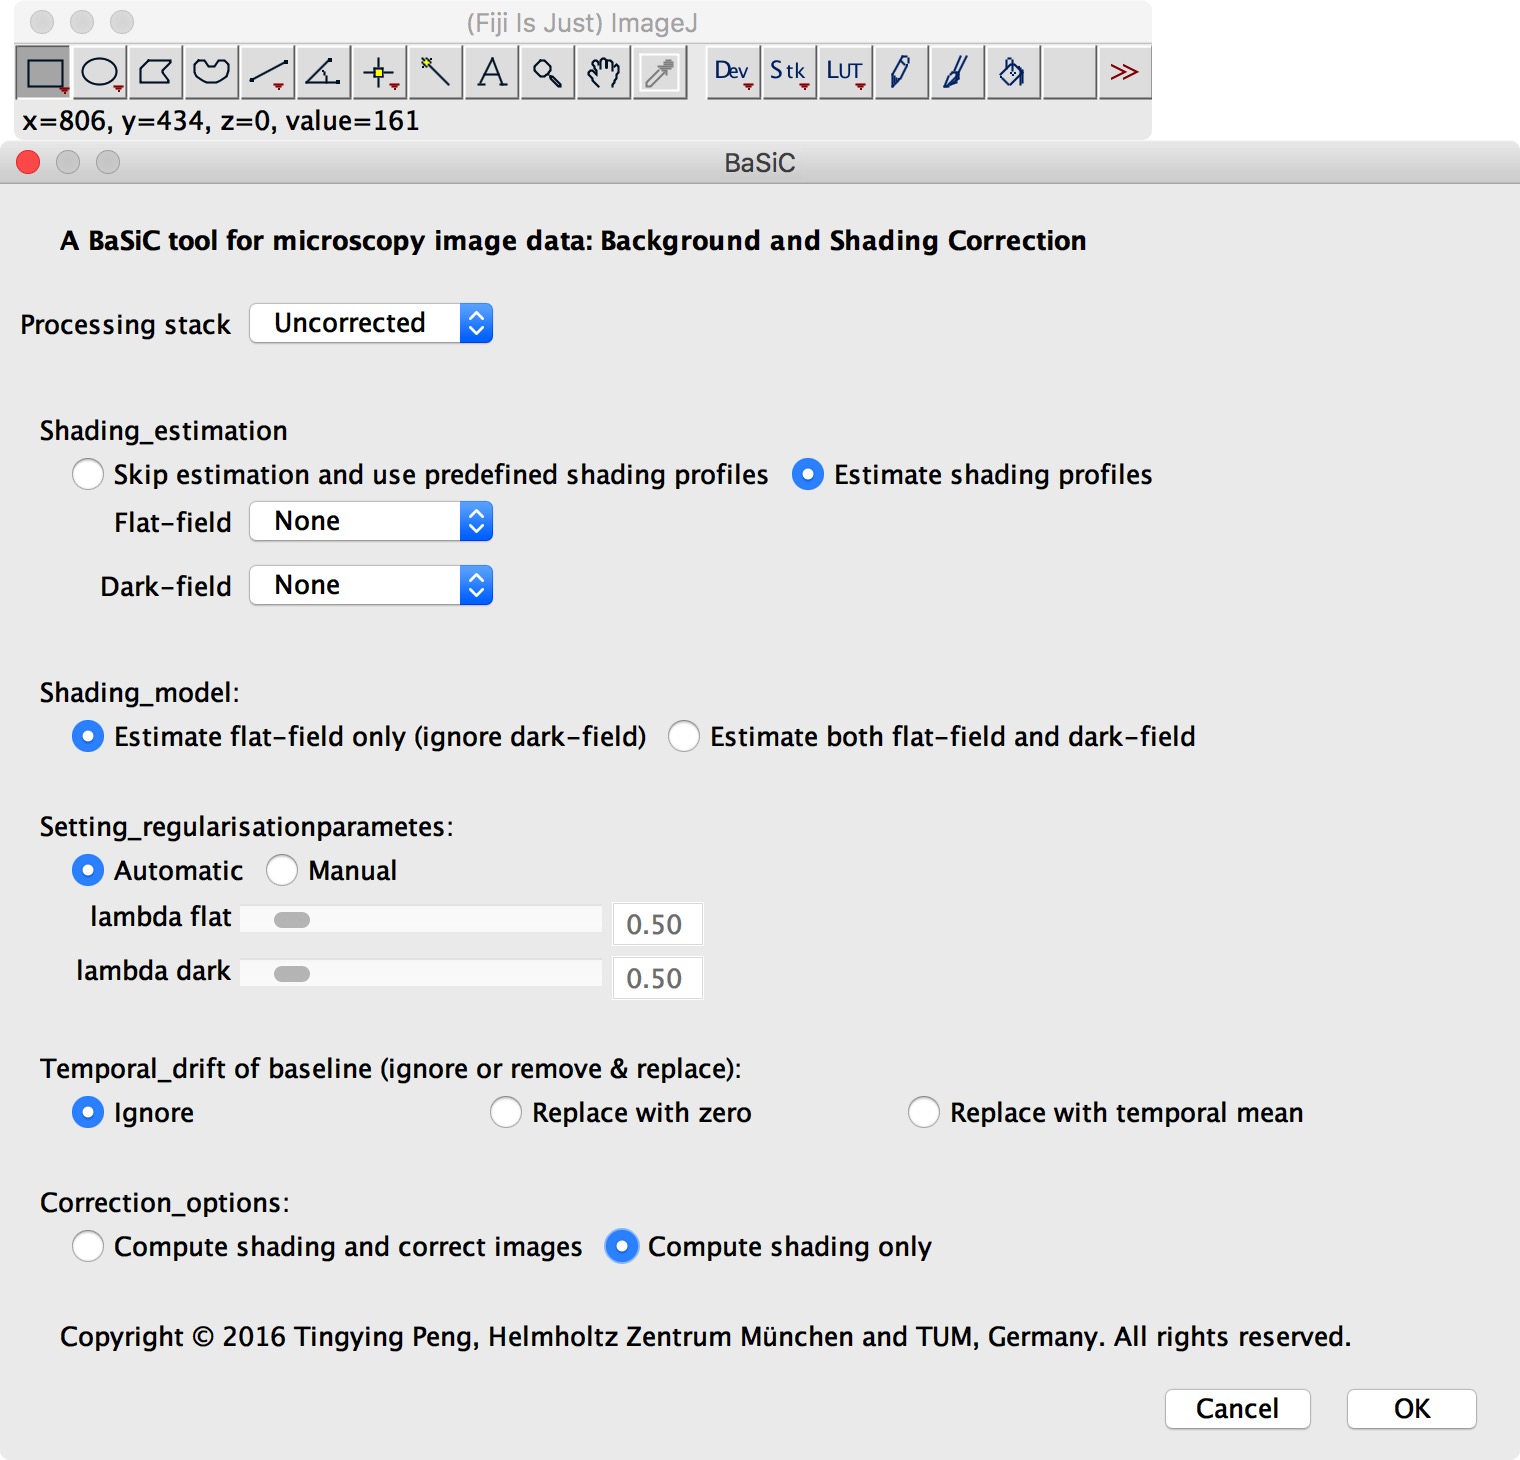 (Fiji Is Just) ImageJ
A Dev Stk LUT >>
x=806, y=434, z=0, value=161
BaSiC
A BaSiC tool for microscopy image data: Background and Shading Correction
Processing stack Uncorrected
Shading_estimation
Skip estimation and use predefined shading profiles Estimate shading profiles
Flat-field None
Dark-field None
Shading_model:
Estimate flat-field only (ignore dark-field) Estimate both flat-field and dark-field
Setting_regularisationparametes:
Automatic Manual
lambda flat 0.50
lambda dark 0.50
Temporal_drift of baseline (ignore or remove & replace):
Ignore Replace with zero Replace with temporal mean
Correction_options:
Compute shading and correct images Compute shading only
Copyright © 2016 Tingying Peng, Helmholtz Zentrum München and TUM, Germany. All rights reserved.
Cancel OK